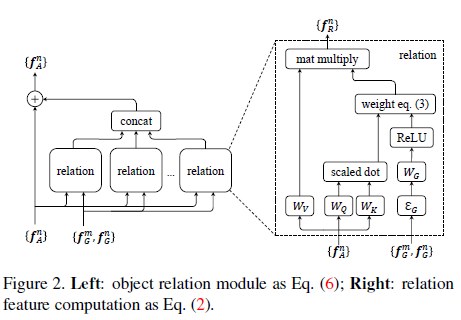 {f_R^n}
mat multiply
relation
{f_A^n}
+
weight eq. (3)
concat
ReLU
relation
relation
...
relation
scaled dot
W_G
W_V
W_Q
W_K
ε_G
{f_A^n}
{f_G^m, f_G^n}
{f_A^n}
{f_G^m, f_G^n}
Figure 2. Left: object relation module as Eq. (6); Right: relation
feature computation as Eq. (2).